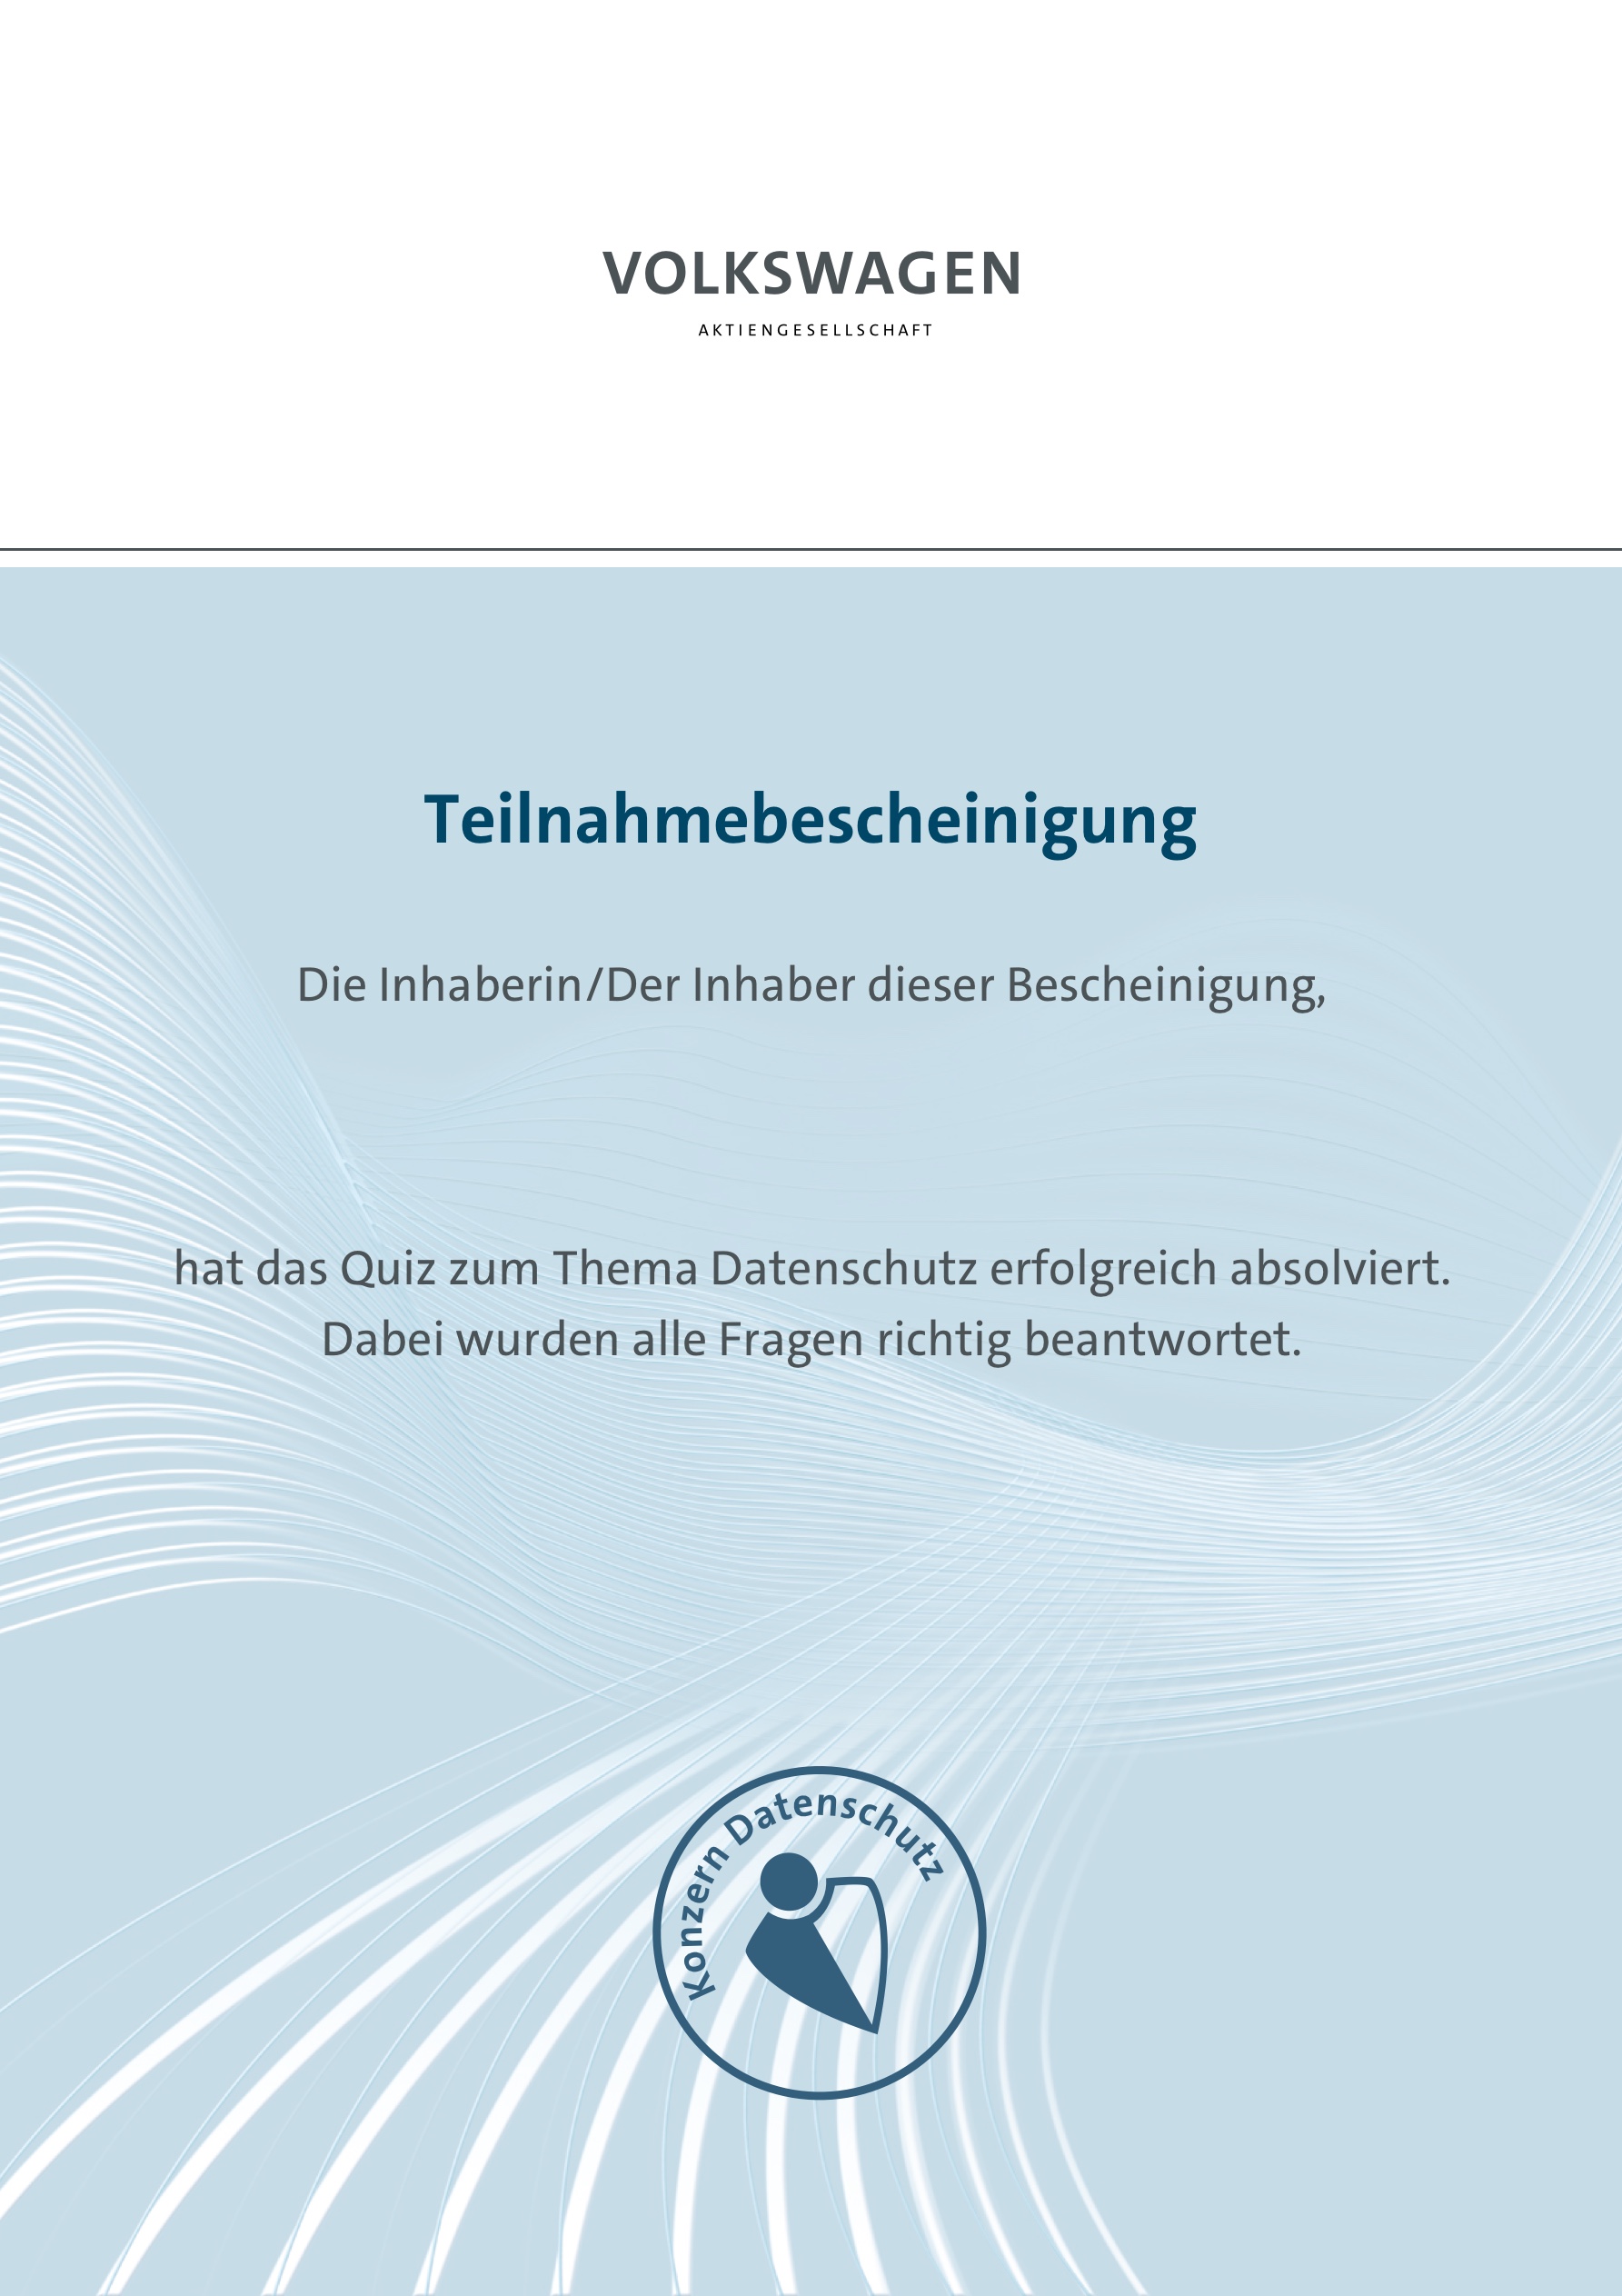 VOLKSWAGEN
AKTIENGESELLSCHAFT
Teilnahmebescheinigung
Die Inhaberin/Der Inhaber dieser Bescheinigung,
hat das Quiz zum Thema Datenschutz erfolgreich absolviert.
Dabei wurden alle Fragen richtig beantwortet.
Konzern Datenschutz